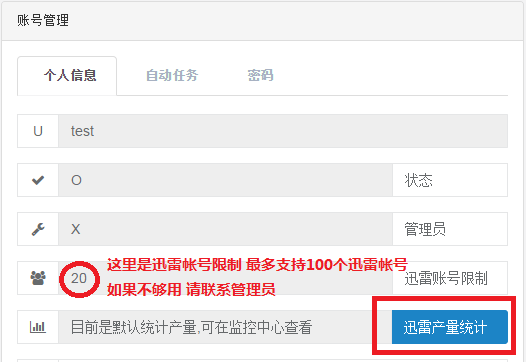 账号管理
个人信息 自动任务 密码
U test
O 状态
X 管理员
这里是迅雷帐号限制 最多支持100个迅雷帐号
20 迅雷账号限制
如果不够用 请联系管理员
目前是默认统计产量,可在监控中心查看 迅雷产量统计